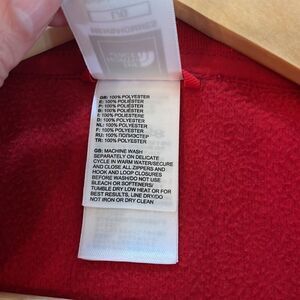 GB: 100% POLYESTER
E: 100% POLIÉSTER
P: 100% POLIÉSTER
D: 100% POLYESTER
I: 100% POLIESTERE
D: 100% POLYESTER
NL: 100% POLYESTER
F: 100% POLYESTER
RU: 100% ПОЛИЭСТЕР
TR: 100% POLYESTER
GB: MACHINE WASH
SEPARATELY ON DELICATE
CYCLE IN WARM WATER/SECURE
AND CLOSE ALL ZIPPERS AND
HOOK AND LOOP CLOSURES
BEFORE WASH/DO NOT USE
BLEACH OR SOFTENERS/
TUMBLE DRY LOW HEAT OR FOR
BEST RESULTS, LINE DRY/DO
NOT IRON OR DRY CLEAN